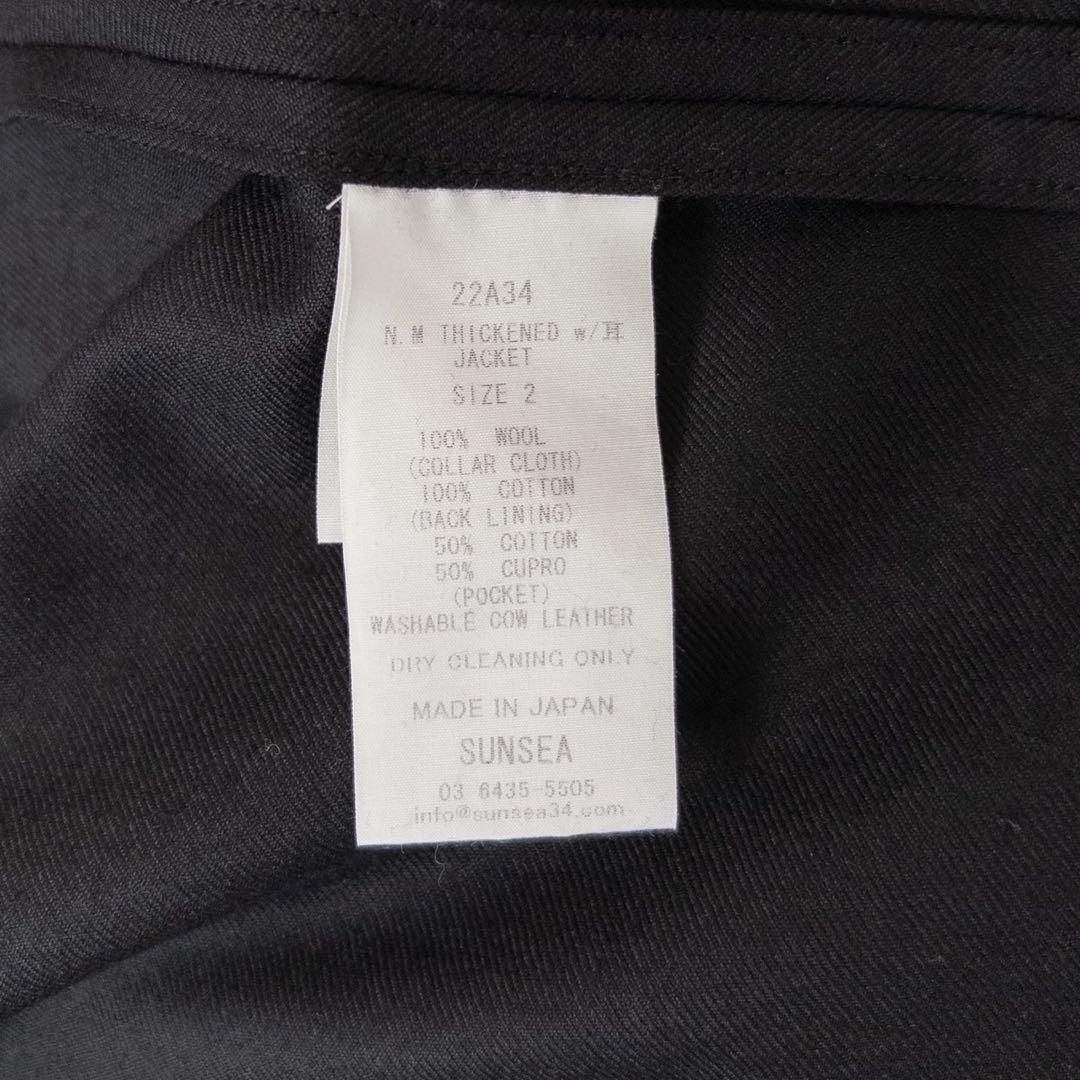 22A34
N.M THICKENED w/耳
JACKET
SIZE 2
100% WOOL
(COLLAR CLOTH)
100% COTTON
(BACK LINING)
50% COTTON
50% CUPRO
(POCKET)
WASHABLE COW LEATHER
DRY CLEANING ONLY
MADE IN JAPAN
SUNSEA
03 6435-5505
info@sunsea34.com